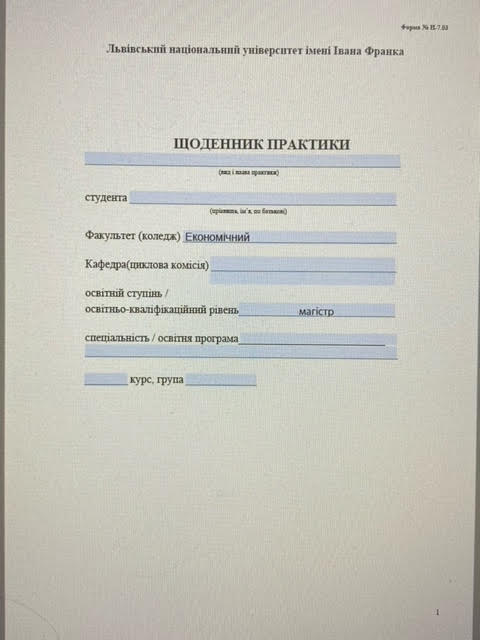 Форма № Н-7.03
Львівський національний університет імені Івана Франка
ЩОДЕННИК ПРАКТИКИ
(вид і назва практики)
студента
(прізвище, ім’я, по батькові)
Факультет (коледж) Економічний
Кафедра(циклова комісія)
освітній ступінь /
освітньо-кваліфікаційний рівень магістр
спеціальність / освітня програма
курс, група
1